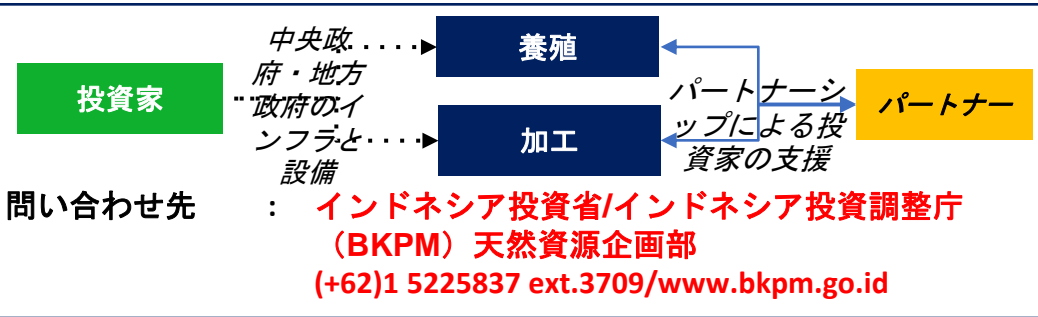 投資家
中央政
府・地方
政府のイ
ンフラと
設備
養殖
加工
パートナーシ
ップによる投
資家の支援
パートナー
問い合わせ先 : インドネシア投資省/インドネシア投資調整庁
（BKPM）天然資源企画部
(+62)1 5225837 ext.3709/www.bkpm.go.id